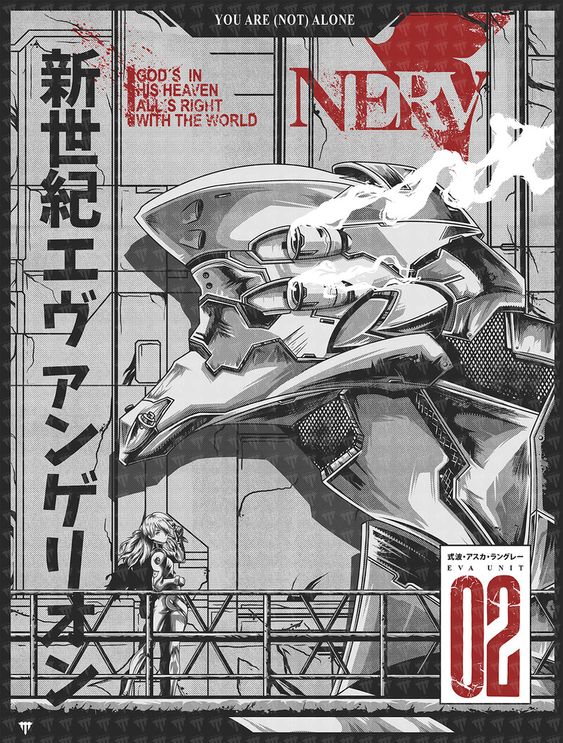 YOU ARE (NOT) ALONE
新世紀エヴァンゲリオン
GOD'S IN
HIS HEAVEN
ALL'S RIGHT
WITH THE WORLD
NERV
式波・アスカ・ラングレー
EVA UNIT
02